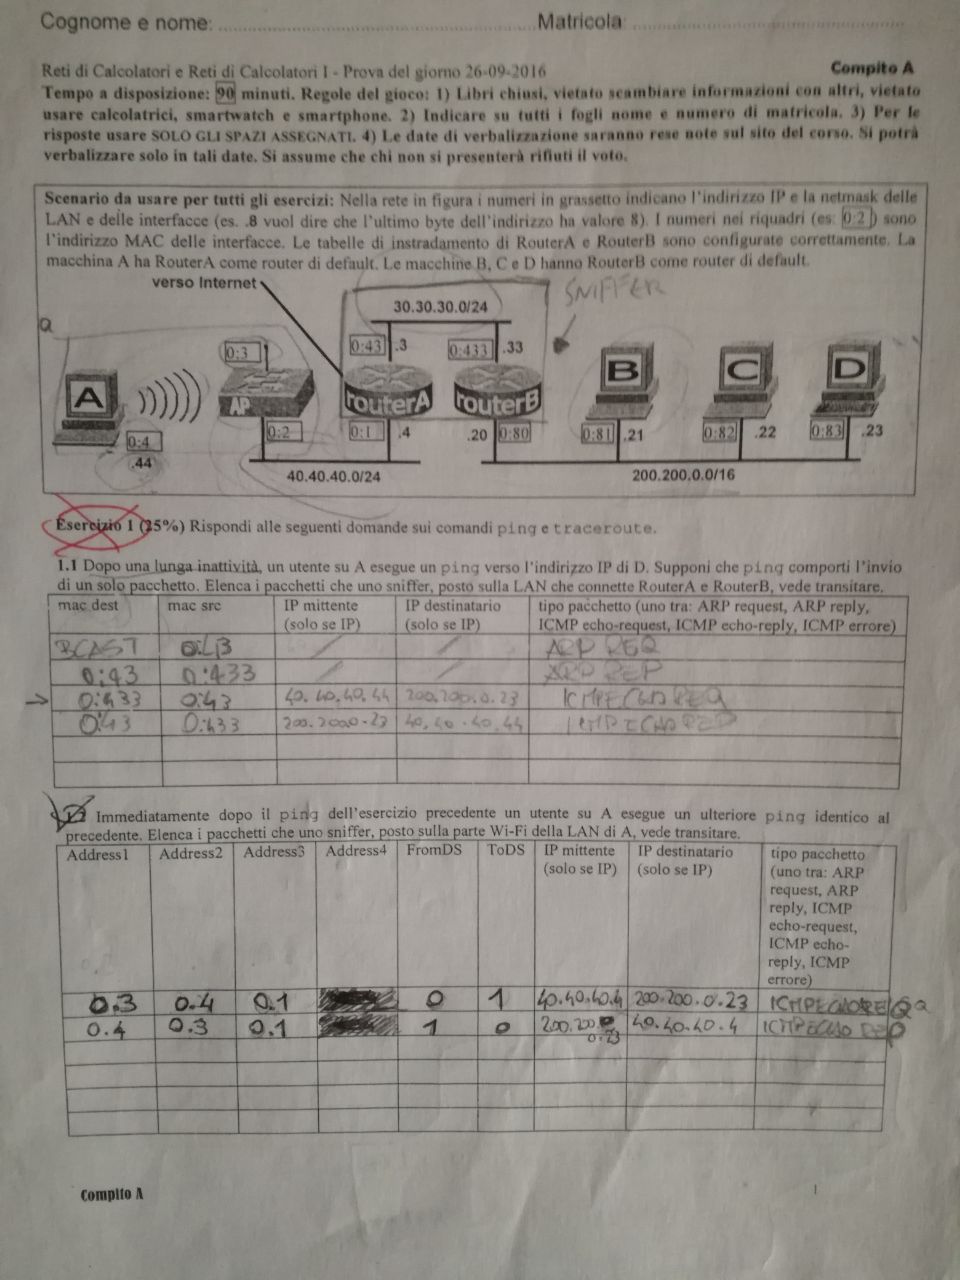 Cognome e nome: ........................................ Matricola: ........................................
Reti di Calcolatori e Reti di Calcolatori I - Prova del giorno 26-09-2016 Compito A
Tempo a disposizione: 90 minuti. Regole del gioco: 1) Libri chiusi, vietato scambiare informazioni con altri, vietato
usare calcolatrici, smartwatch e smartphone. 2) Indicare su tutti i fogli nome e numero di matricola. 3) Per le
risposte usare SOLO GLI SPAZI ASSEGNATI. 4) Le date di verbalizzazione saranno rese note sul sito del corso. Si potrà
verbalizzare solo in tali date. Si assume che chi non si presenterà rifiuti il voto.
Scenario da usare per tutti gli esercizi: Nella rete in figura i numeri in grassetto indicano l'indirizzo IP e la netmask delle
LAN e delle interfacce (es. .8 vuol dire che l'ultimo byte dell'indirizzo ha valore 8). I numeri nei riquadri (es: 0:2 ) sono
l'indirizzo MAC delle interfacce. Le tabelle di instradamento di RouterA e RouterB sono configurate correttamente. La
macchina A ha RouterA come router di default. Le macchine B, C e D hanno RouterB come router di default.
verso Internet
SNIFFER
30.30.30.0/24
0:3 0:43 .3 0:433 .33
A AP routerA routerB B C D
0:4 0:2 0:1 .4 .20 0:80 0:81 .21 0:82 .22 0:83 .23
.44
40.40.40.0/24 200.200.0.0/16
Esercizio 1 (25%) Rispondi alle seguenti domande sui comandi ping e traceroute.
1.1 Dopo una lunga inattività, un utente su A esegue un ping verso l'indirizzo IP di D. Supponi che ping comporti l'invio
di un solo pacchetto. Elenca i pacchetti che uno sniffer, posto sulla LAN che connette RouterA e RouterB, vede transitare.
mac dest mac src IP mittente (solo se IP) IP destinatario (solo se IP) tipo pacchetto (uno tra: ARP request, ARP reply, ICMP echo-request, ICMP echo-reply, ICMP errore)
BCAST 0:43 / / ARP REQ
0:43 0:433 / / ARP REP
→ 0:433 0:43 40.40.40.44 200.200.0.23 ICMP ECHO REQ
0:43 0:433 200.200.0.23 40.40.40.44 ICMP ECHO REP
1.2 Immediatamente dopo il ping dell'esercizio precedente un utente su A esegue un ulteriore ping identico al
precedente. Elenca i pacchetti che uno sniffer, posto sulla parte Wi-Fi della LAN di A, vede transitare.
Address1 Address2 Address3 Address4 FromDS ToDS IP mittente (solo se IP) IP destinatario (solo se IP) tipo pacchetto (uno tra: ARP request, ARP reply, ICMP echo-request, ICMP echo-reply, ICMP errore)
0.3 0.4 0.1 0 1 40.40.40.4 200.200.0.23 ICMP ECHO REQ
0.4 0.3 0.1 1 0 200.200.0.23 40.40.40.4 ICMP ECHO REP
Compito A 1